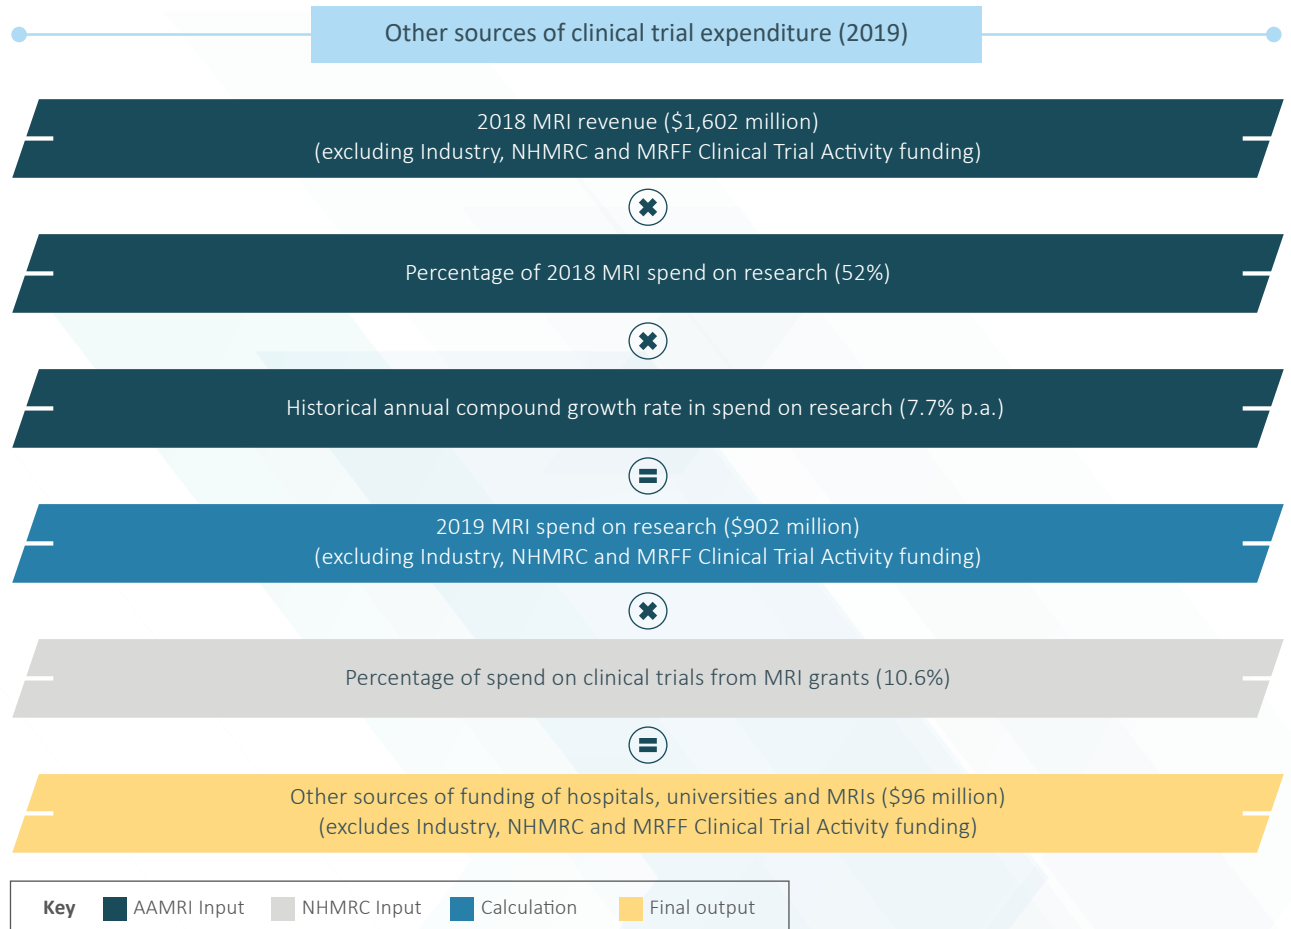 Other sources of clinical trial expenditure (2019)
2018 MRI revenue ($1,602 million)
(excluding Industry, NHMRC and MRFF Clinical Trial Activity funding)
Percentage of 2018 MRI spend on research (52%)
Historical annual compound growth rate in spend on research (7.7% p.a.)
2019 MRI spend on research ($902 million)
(excluding Industry, NHMRC and MRFF Clinical Trial Activity funding)
Percentage of spend on clinical trials from MRI grants (10.6%)
Other sources of funding of hospitals, universities and MRIs ($96 million)
(excludes Industry, NHMRC and MRFF Clinical Trial Activity funding)
Key AAMRI Input NHMRC Input Calculation Final output